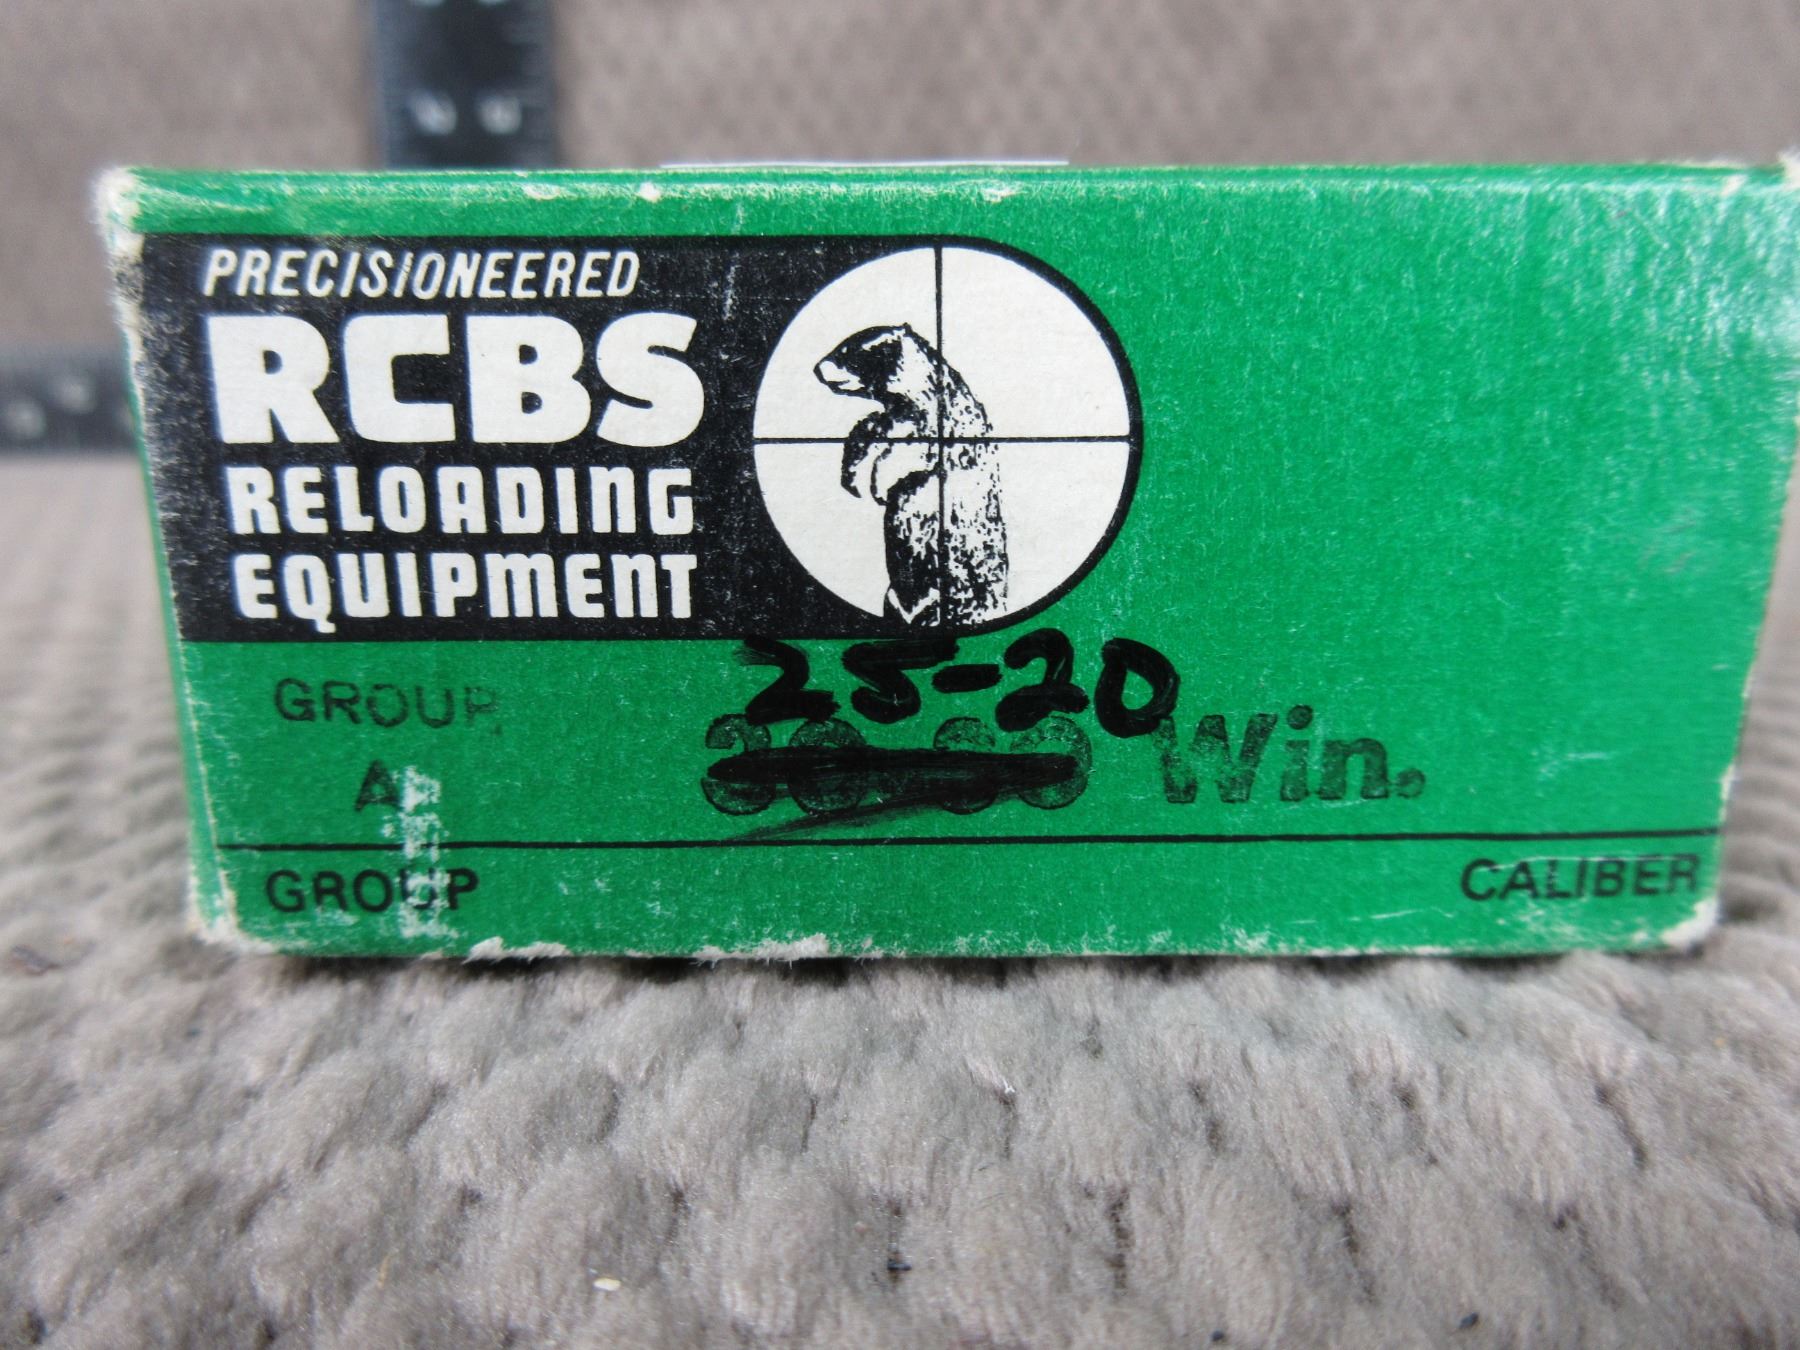 PRECISIONEERED
RCBS
RELOADING
EQUIPMENT
25-20
GROUP
A
Win.
GROUP
CALIBER